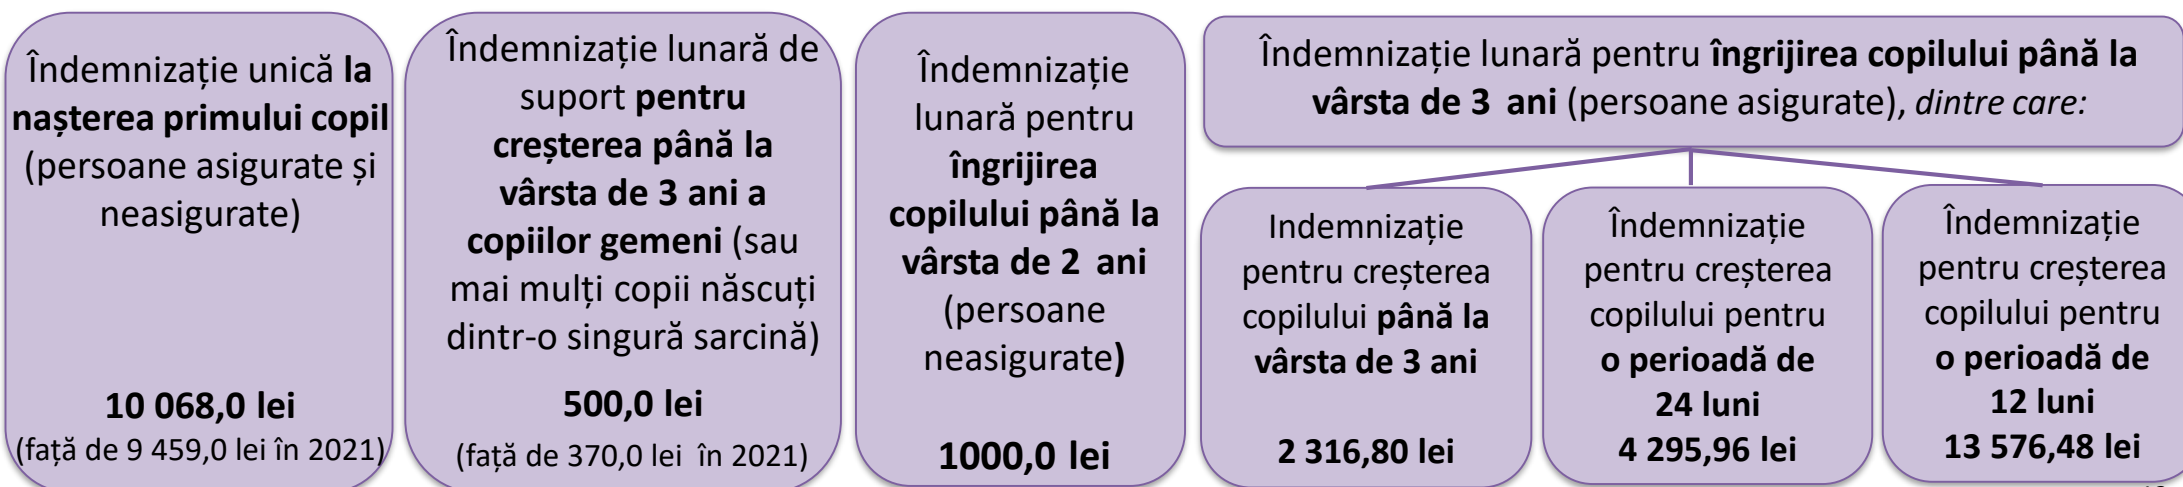 Îndemnizație unică la
nașterea primului copil
(persoane asigurate și
neasigurate)
10 068,0 lei
(față de 9 459,0 lei în 2021)
Îndemnizație lunară de
suport pentru
creșterea până la
vârsta de 3 ani a
copiilor gemeni (sau
mai mulți copii născuți
dintr-o singură sarcină)
500,0 lei
(față de 370,0 lei în 2021)
Îndemnizație
lunară pentru
îngrijirea
copilului până la
vârsta de 2 ani
(persoane
neasigurate)
1000,0 lei
Îndemnizație lunară pentru îngrijirea copilului până la
vârsta de 3 ani (persoane asigurate), dintre care:
Indemnizație
pentru creșterea
copilului până la
vârsta de 3 ani
2 316,80 lei
Îndemnizație
pentru creșterea
copilului pentru
o perioadă de
24 luni
4 295,96 lei
Îndemnizație
pentru creșterea
copilului pentru
o perioadă de
12 luni
13 576,48 lei